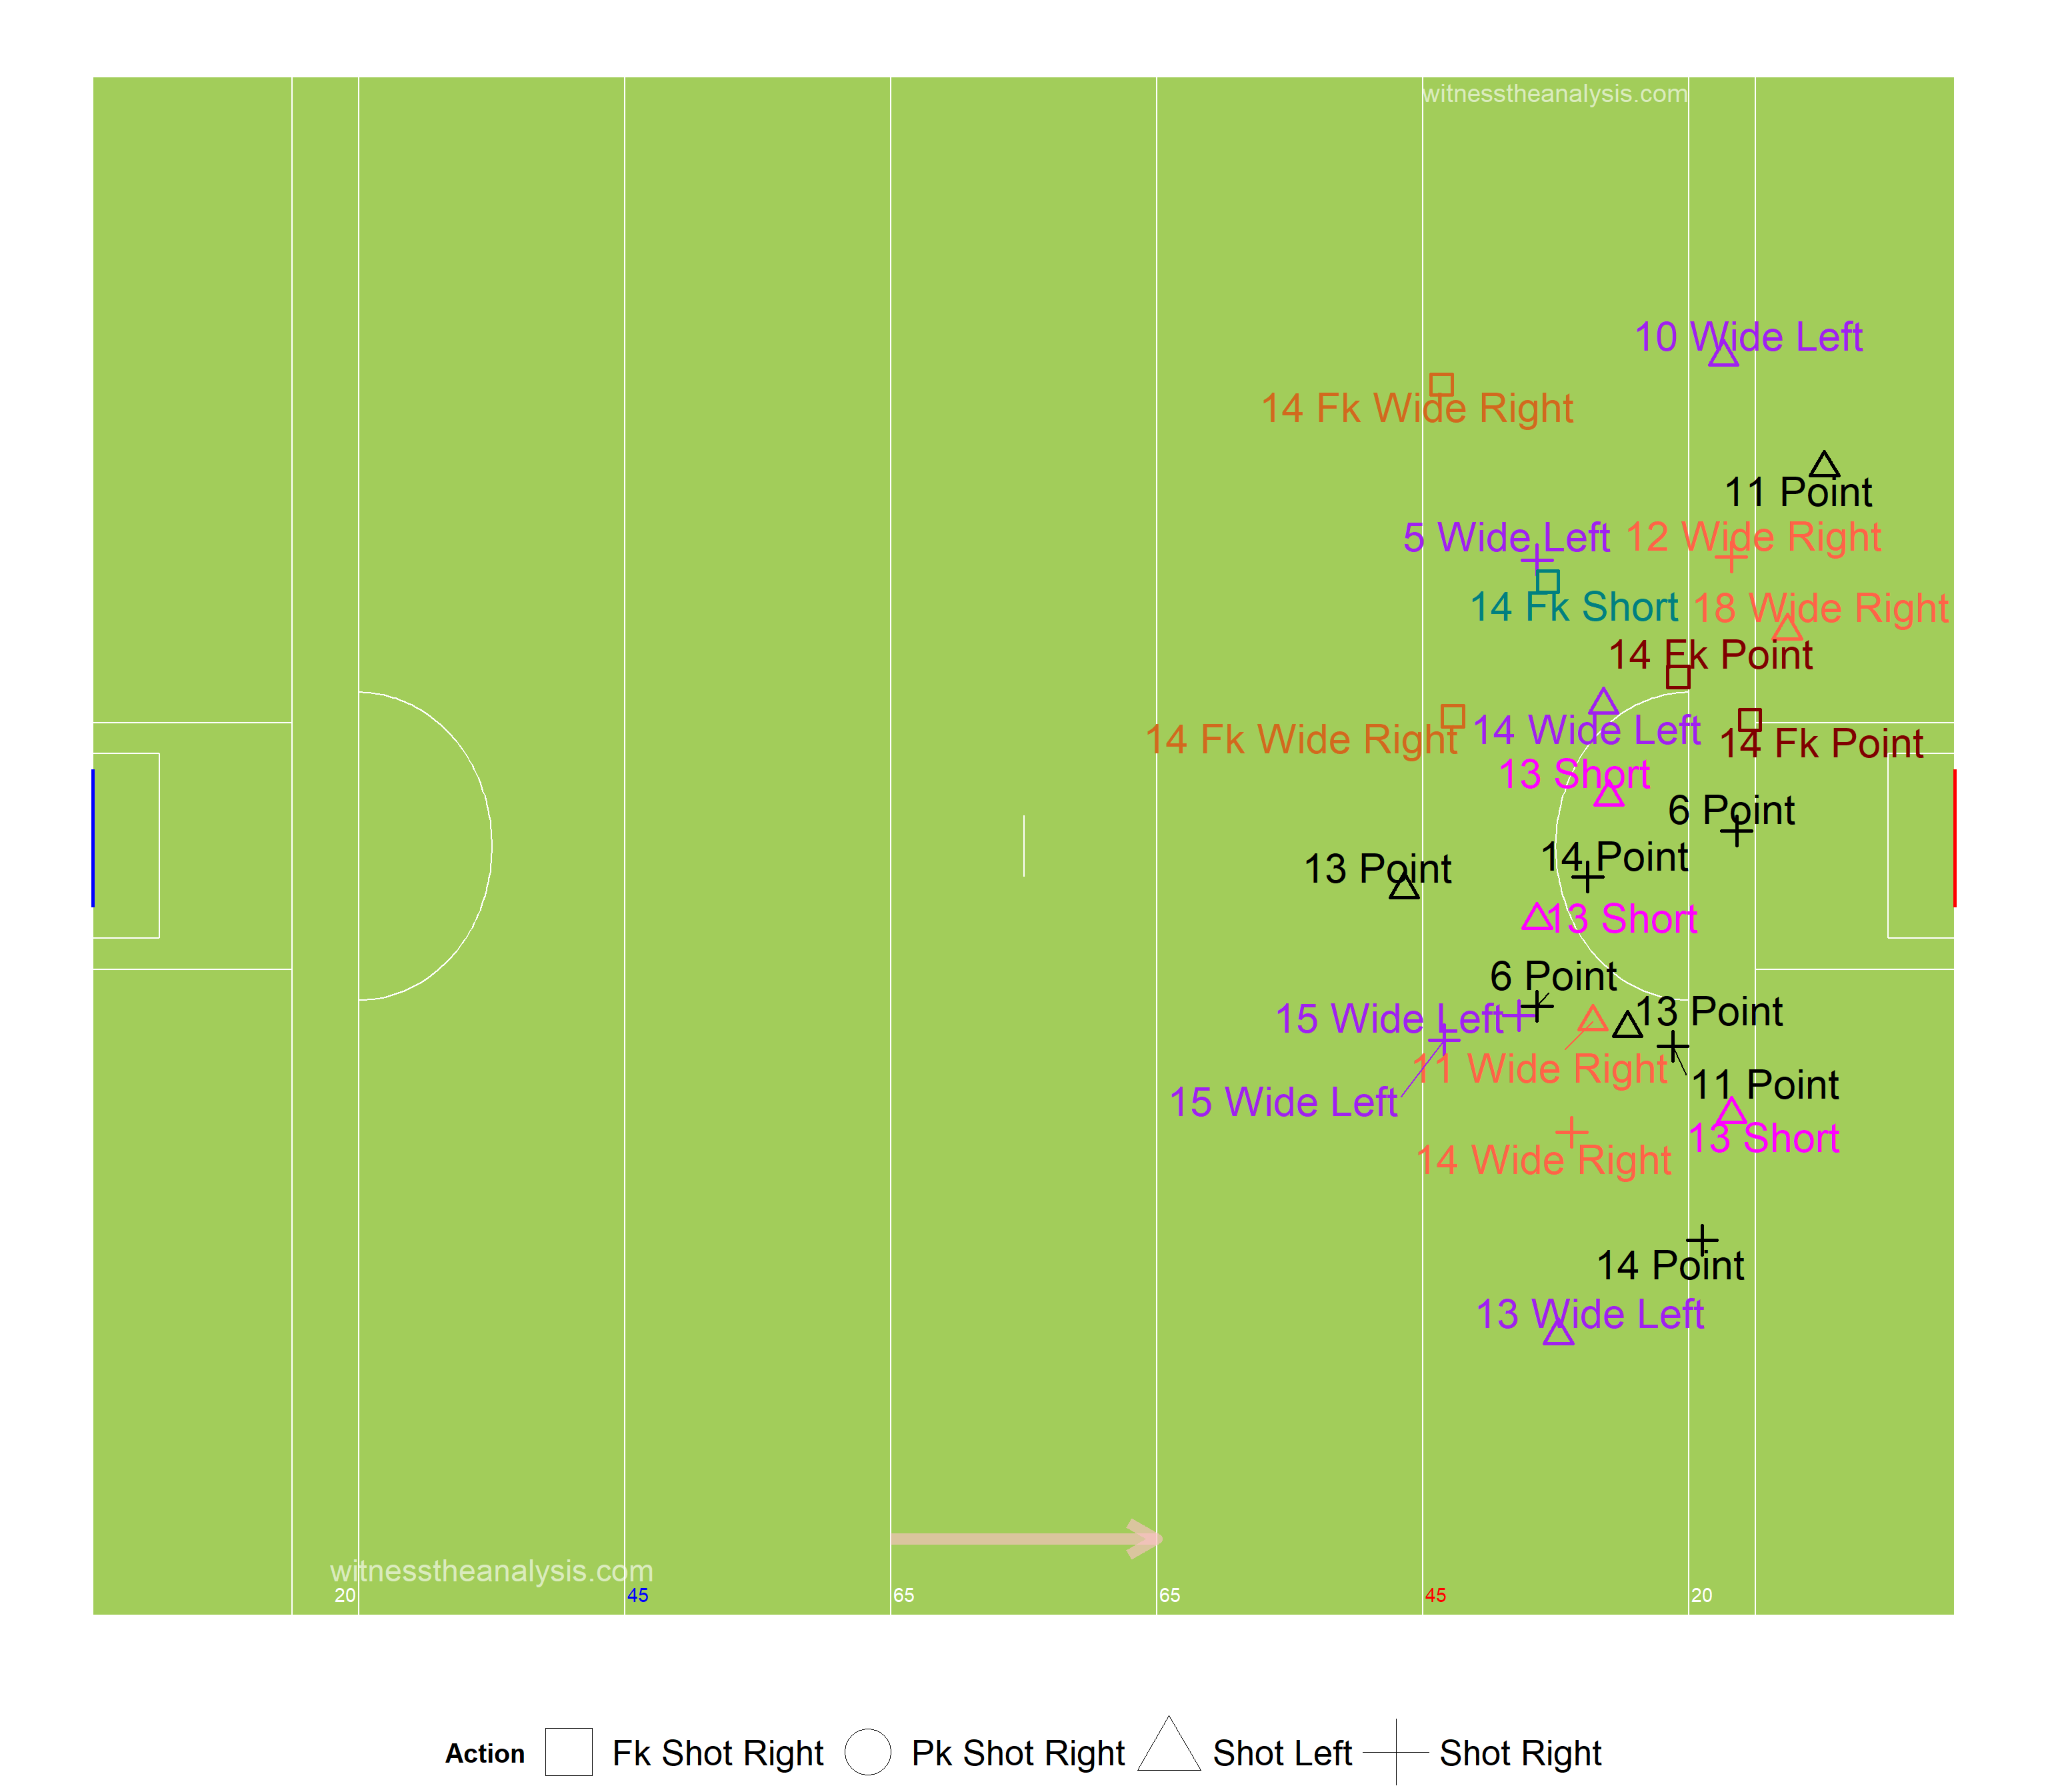 witnesstheanalysis.com
10 Wide Left
14 Fk Wide Right
11 Point
5 Wide Left
12 Wide Right
14 Fk Short
18 Wide Right
14 Fk Point
14 Wide Left
14 Fk Wide Right
14 Fk Point
13 Short
6 Point
14 Point
13 Point
13 Short
6 Point
13 Point
15 Wide Left
11 Wide Right
11 Point
15 Wide Left
13 Short
14 Wide Right
14 Point
13 Wide Left
witnesstheanalysis.com
20 45 65 65 45 20
Action Fk Shot Right Pk Shot Right Shot Left Shot Right